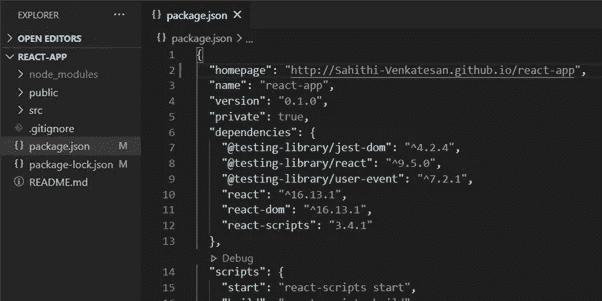 EXPLORER
OPEN EDITORS
REACT-APP
node_modules
public
src
.gitignore
package.json M
package-lock.json M
README.md
{} package.json ×
{} package.json > ...
1 {
2 "homepage": "http://Sahithi-Venkatesan.github.io/react-app",
3 "name": "react-app",
4 "version": "0.1.0",
5 "private": true,
6 "dependencies": {
7 "@testing-library/jest-dom": "^4.2.4",
8 "@testing-library/react": "^9.5.0",
9 "@testing-library/user-event": "^7.2.1",
10 "react": "^16.13.1",
11 "react-dom": "^16.13.1",
12 "react-scripts": "3.4.1"
13 },
Debug
14 "scripts": {
15 "start": "react-scripts start",